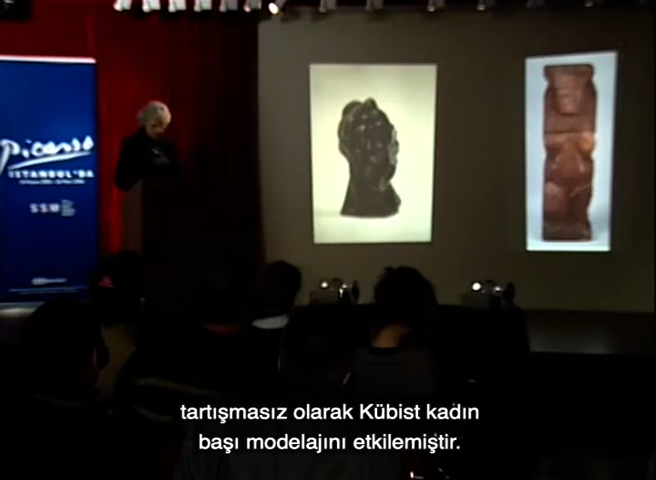 Picasso
İSTANBUL'DA
SSM
tartışmasız olarak Kübist kadın
başı modelajını etkilemiştir.